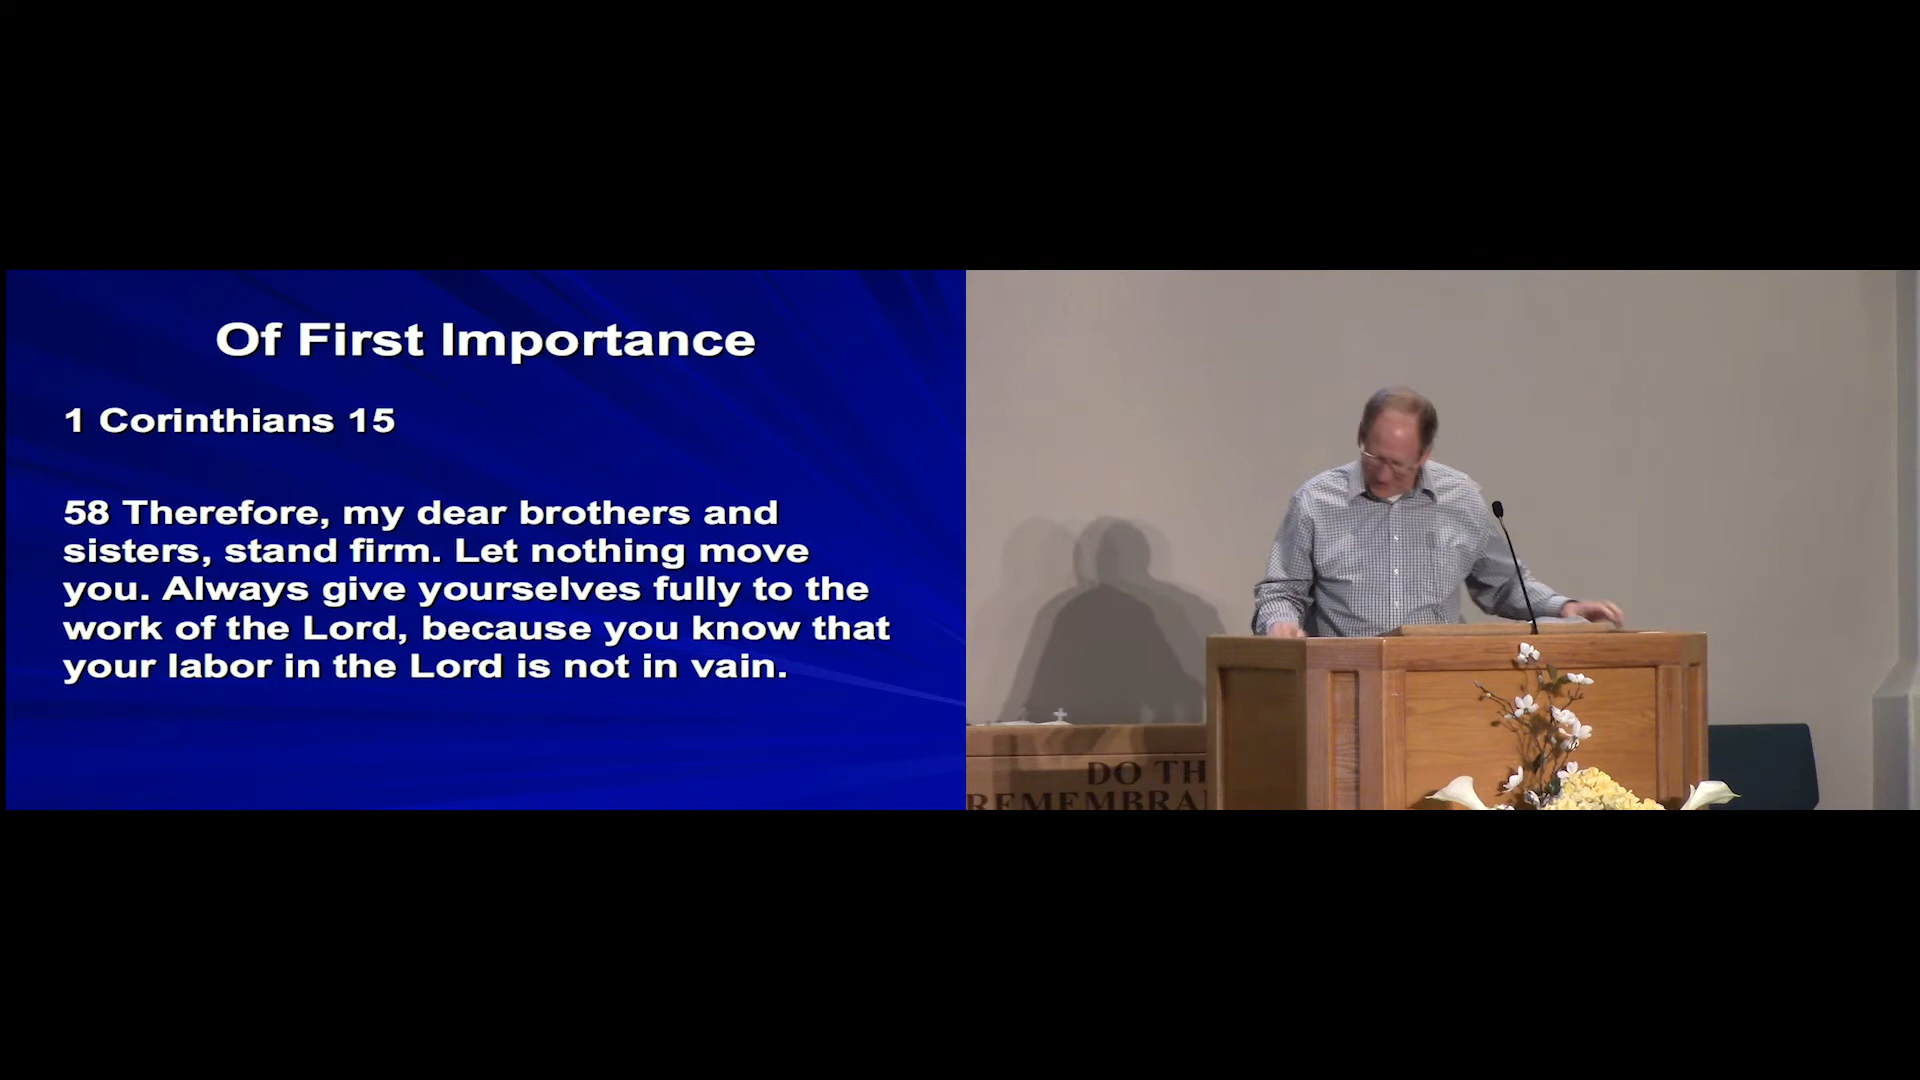 Of First Importance
1 Corinthians 15
58 Therefore, my dear brothers and
sisters, stand firm. Let nothing move
you. Always give yourselves fully to the
work of the Lord, because you know that
your labor in the Lord is not in vain.
DO TH
REMEMBRA